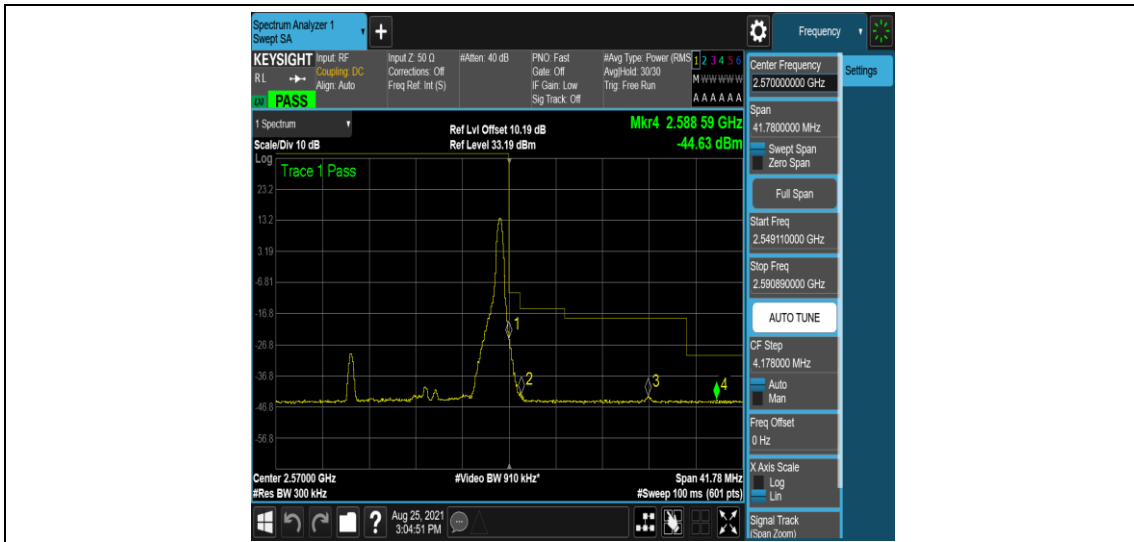 Spectrum Analyzer 1
Swept SA
+
Frequency
KEYSIGHT
RL
LXI PASS
Input: RF
Coupling: DC
Align: Auto
Input Z: 50 Ω
Corrections: Off
Freq Ref: Int (S)
#Atten: 40 dB
PNO: Fast
Gate: Off
IF Gain: Low
Sig Track: Off
#Avg Type: Power (RMS
Avg|Hold: 30/30
Trig: Free Run
1 2 3 4 5 6
M W W W W W
A A A A A A
1 Spectrum
Scale/Div 10 dB
Ref Lvl Offset 10.19 dB
Ref Level 33.19 dBm
Mkr4 2.588 59 GHz
-44.63 dBm
Log
Trace 1 Pass
23.2
13.2
3.19
-6.81
-16.8
-26.8
-36.8
-46.8
-56.8
1
2
3
4
Center 2.57000 GHz
#Res BW 300 kHz
#Video BW 910 kHz*
Span 41.78 MHz
#Sweep 100 ms (601 pts)
Center Frequency
2.570000000 GHz
Settings
Span
41.7800000 MHz
Swept Span
Zero Span
Full Span
Start Freq
2.549110000 GHz
Stop Freq
2.590890000 GHz
AUTO TUNE
CF Step
4.178000 MHz
Auto
Man
Freq Offset
0 Hz
X Axis Scale
Log
Lin
Signal Track
(Span Zoom)
?
Aug 25, 2021
3:04:51 PM